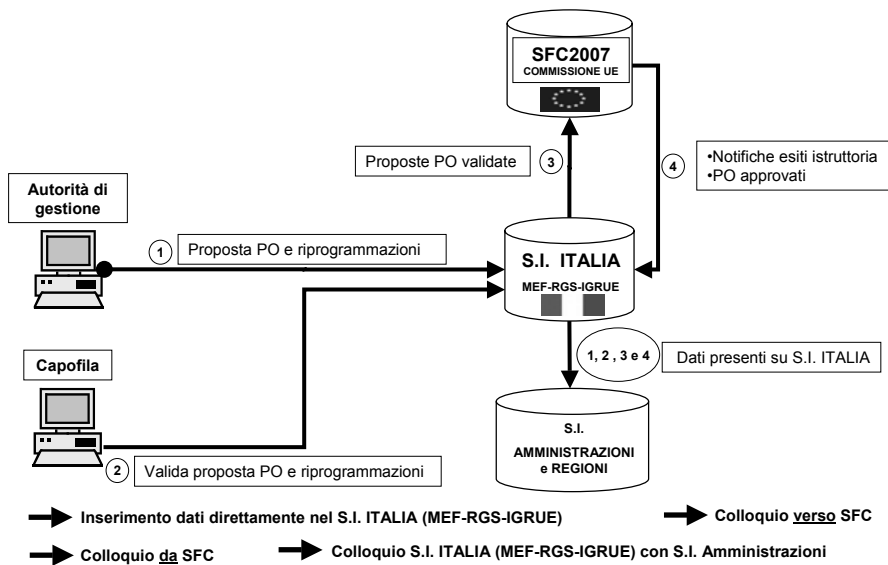 SFC2007
COMMISSIONE UE
Proposte PO validate
3
4
•Notifiche esiti istruttoria
•PO approvati
Autorità di
gestione
1
Proposta PO e riprogrammazioni
S.I. ITALIA
MEF-RGS-IGRUE
1, 2 , 3 e 4
Dati presenti su S.I. ITALIA
Capofila
S.I.
AMMINISTRAZIONI
e REGIONI
2
Valida proposta PO e riprogrammazioni
Inserimento dati direttamente nel S.I. ITALIA (MEF-RGS-IGRUE)
Colloquio verso SFC
Colloquio da SFC
Colloquio S.I. ITALIA (MEF-RGS-IGRUE) con S.I. Amministrazioni